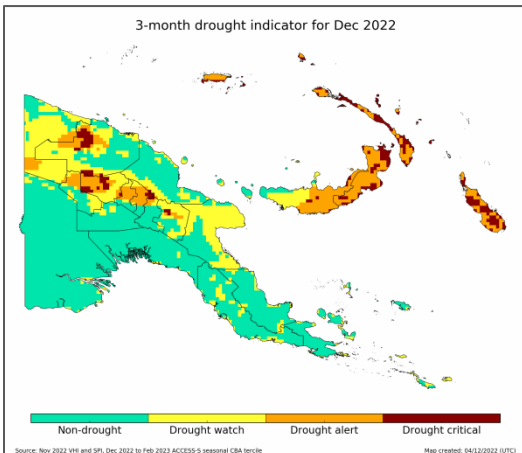 3-month drought indicator for Dec 2022
Non-drought Drought watch Drought alert Drought critical
Source: Nov 2022 VHI and SPI, Dec 2022 to Feb 2023 ACCESS-S seasonal CBA tercile Map created: 04/12/2022 (UTC)